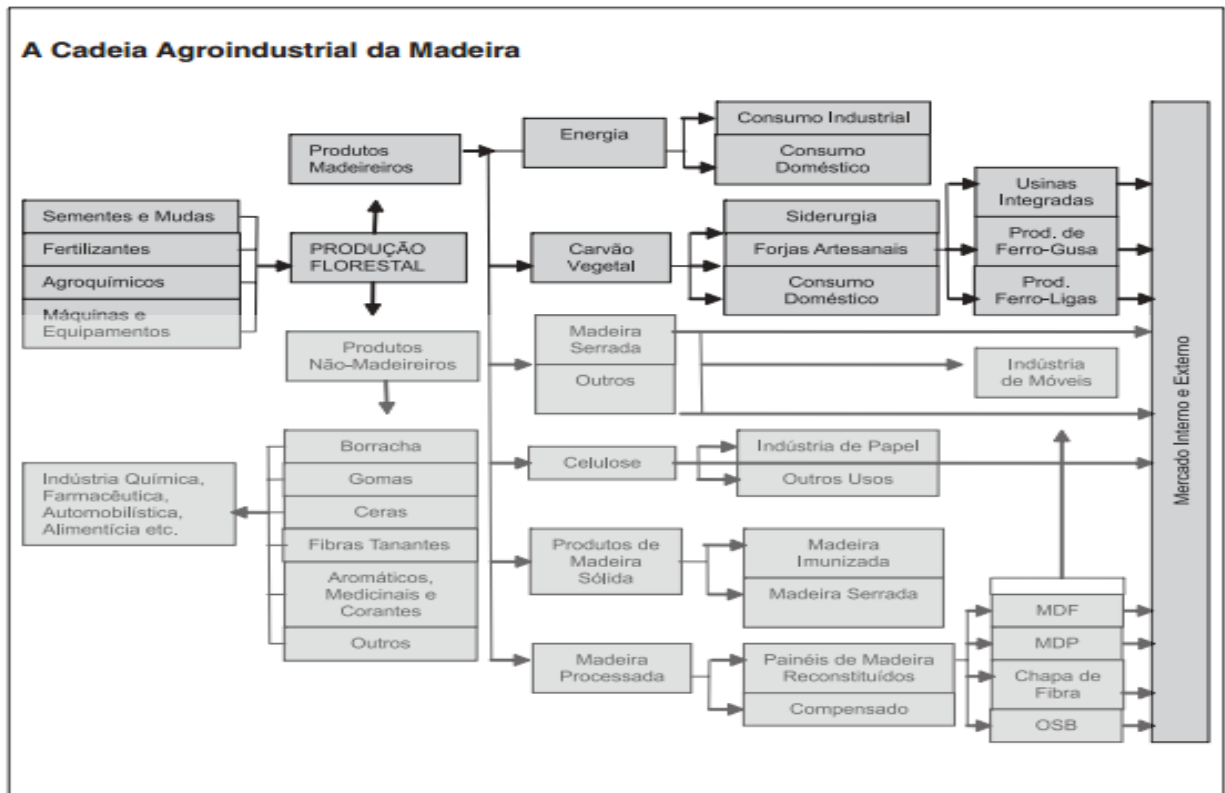 A Cadeia Agroindustrial da Madeira
Sementes e Mudas
Fertilizantes
Agroquímicos
Máquinas e
Equipamentos
Produtos
Madeireiros
PRODUÇÃO
FLORESTAL
Produtos
Não-Madeireiros
Borracha
Gomas
Ceras
Fibras Tanantes
Aromáticos,
Medicinais e
Corantes
Outros
Indústria Química,
Farmacêutica,
Automobilística,
Alimentícia etc.
Energia
Consumo Industrial
Consumo
Doméstico
Carvão
Vegetal
Siderurgia
Forjas Artesanais
Consumo
Doméstico
Usinas
Integradas
Prod. de
Ferro-Gusa
Prod.
Ferro-Ligas
Madeira
Serrada
Outros
Indústria
de Móveis
Celulose
Indústria de Papel
Outros Usos
Produtos de
Madeira
Sólida
Madeira
Imunizada
Madeira Serrada
Madeira
Processada
Painéis de Madeira
Reconstituídos
Compensado
MDF
MDP
Chapa de
Fibra
OSB
Mercado Interno e Externo